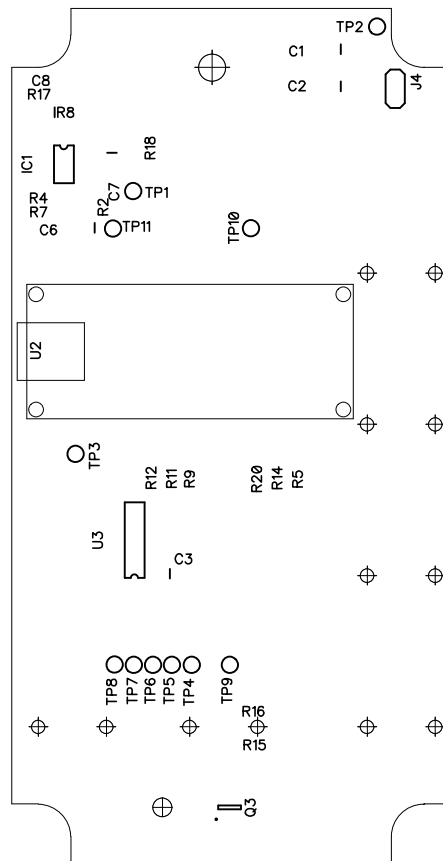 TP2
C1
C2
J4
C8
R17
IR8
IC1
R18
C7
TP1
R4
R7
R2
C6
TP11
TP10
U2
TP3
R12
R11
R9
R20
R14
R5
U3
C3
TP8
TP7
TP6
TP5
TP4
TP9
R16
R15
Q3